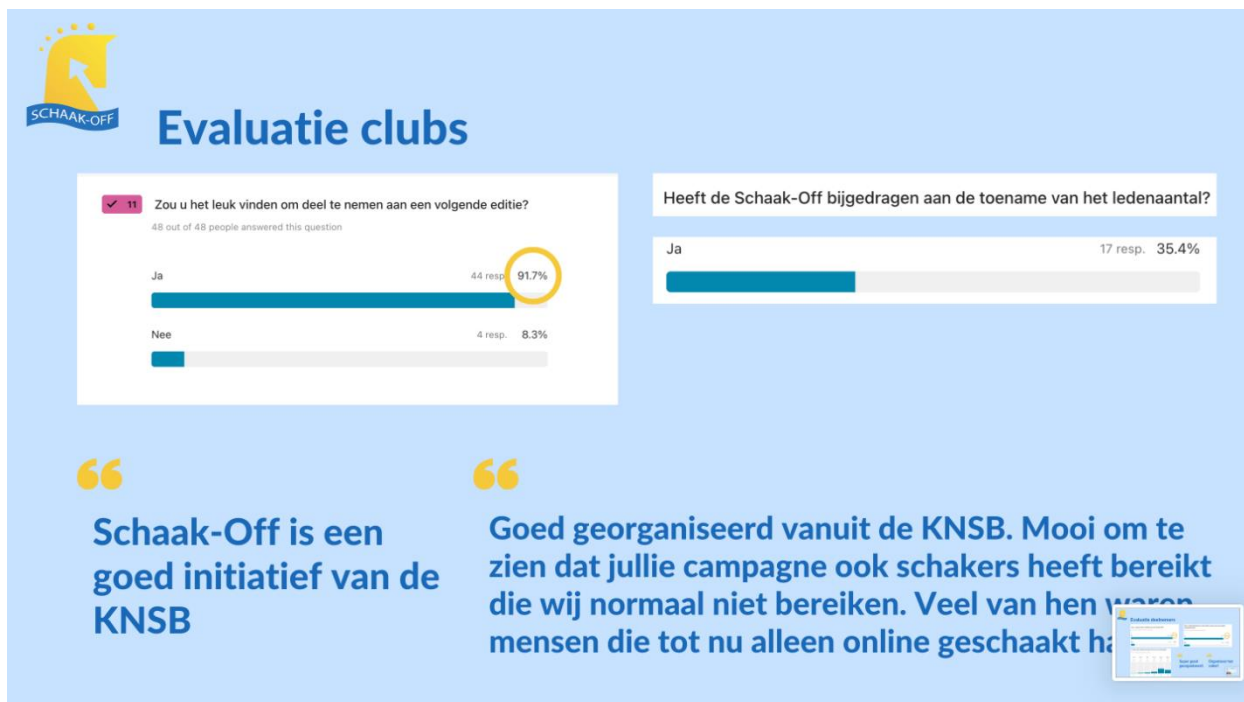 SCHAAK-OFF
Evaluatie clubs
11 Zou u het leuk vinden om deel te nemen aan een volgende editie?
48 out of 48 people answered this question
Ja 44 resp. 91.7%
Nee 4 resp. 8.3%
Heeft de Schaak-Off bijgedragen aan de toename van het ledenaantal?
Ja 17 resp. 35.4%
Schaak-Off is een
goed initiatief van de
KNSB
Goed georganiseerd vanuit de KNSB. Mooi om te
zien dat jullie campagne ook schakers heeft bereikt
die wij normaal niet bereiken. Veel van hen waren
mensen die tot nu alleen online geschaakt
Evaluatie deelnemers